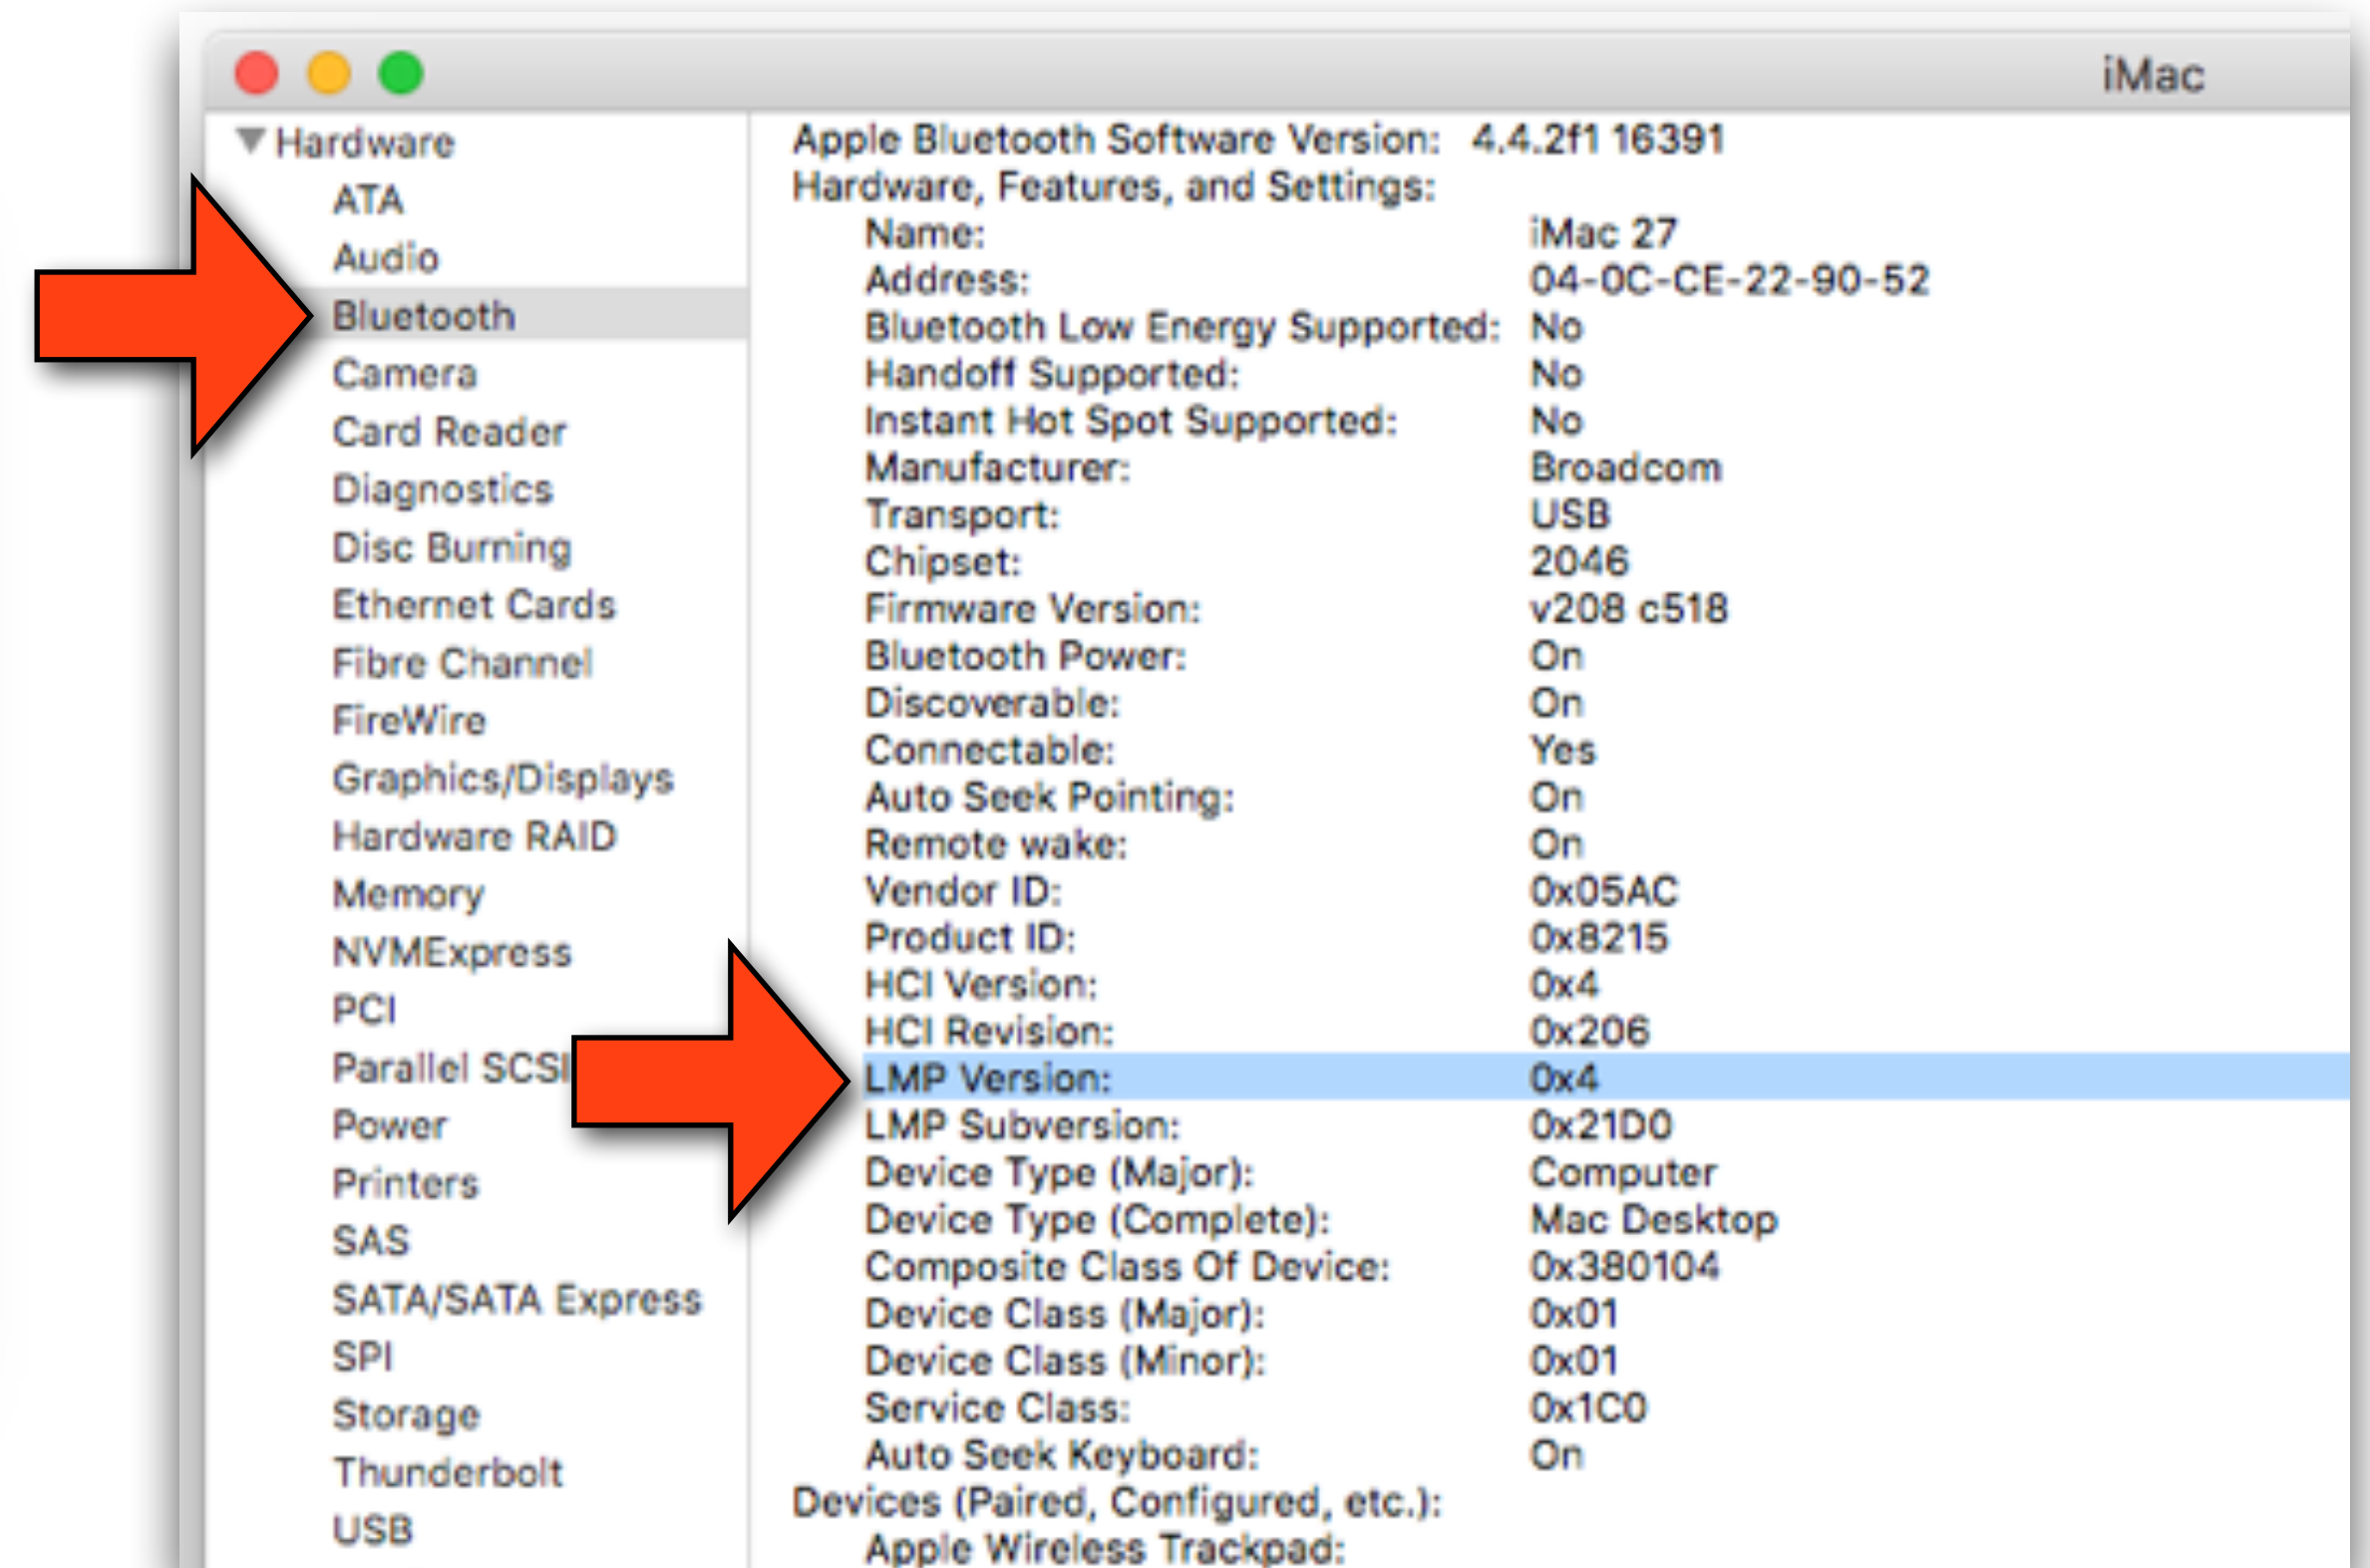 iMac
Hardware
ATA
Audio
Bluetooth
Camera
Card Reader
Diagnostics
Disc Burning
Ethernet Cards
Fibre Channel
FireWire
Graphics/Displays
Hardware RAID
Memory
NVMExpress
PCI
Parallel SCSI
Power
Printers
SAS
SATA/SATA Express
SPI
Storage
Thunderbolt
USB
Apple Bluetooth Software Version: 4.4.2f1 16391
Hardware, Features, and Settings:
Name: iMac 27
Address: 04-0C-CE-22-90-52
Bluetooth Low Energy Supported: No
Handoff Supported: No
Instant Hot Spot Supported: No
Manufacturer: Broadcom
Transport: USB
Chipset: 2046
Firmware Version: v208 c518
Bluetooth Power: On
Discoverable: On
Connectable: Yes
Auto Seek Pointing: On
Remote wake: On
Vendor ID: 0x05AC
Product ID: 0x8215
HCI Version: 0x4
HCI Revision: 0x206
LMP Version: 0x4
LMP Subversion: 0x21D0
Device Type (Major): Computer
Device Type (Complete): Mac Desktop
Composite Class Of Device: 0x380104
Device Class (Major): 0x01
Device Class (Minor): 0x01
Service Class: 0x1C0
Auto Seek Keyboard: On
Devices (Paired, Configured, etc.):
Apple Wireless Trackpad: